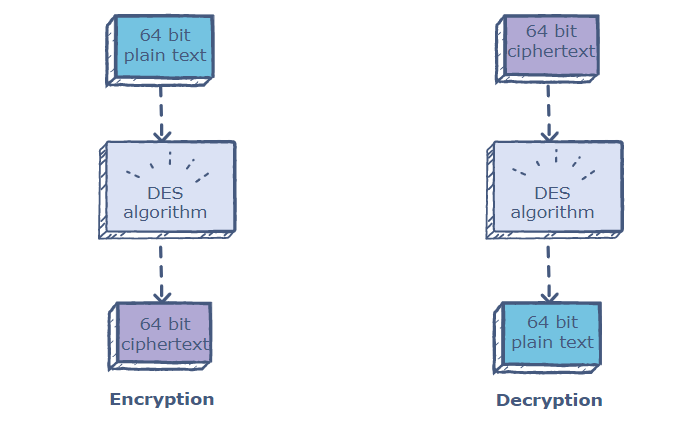 64 bit
plain text
DES
algorithm
64 bit
ciphertext
Encryption
64 bit
ciphertext
DES
algorithm
64 bit
plain text
Decryption